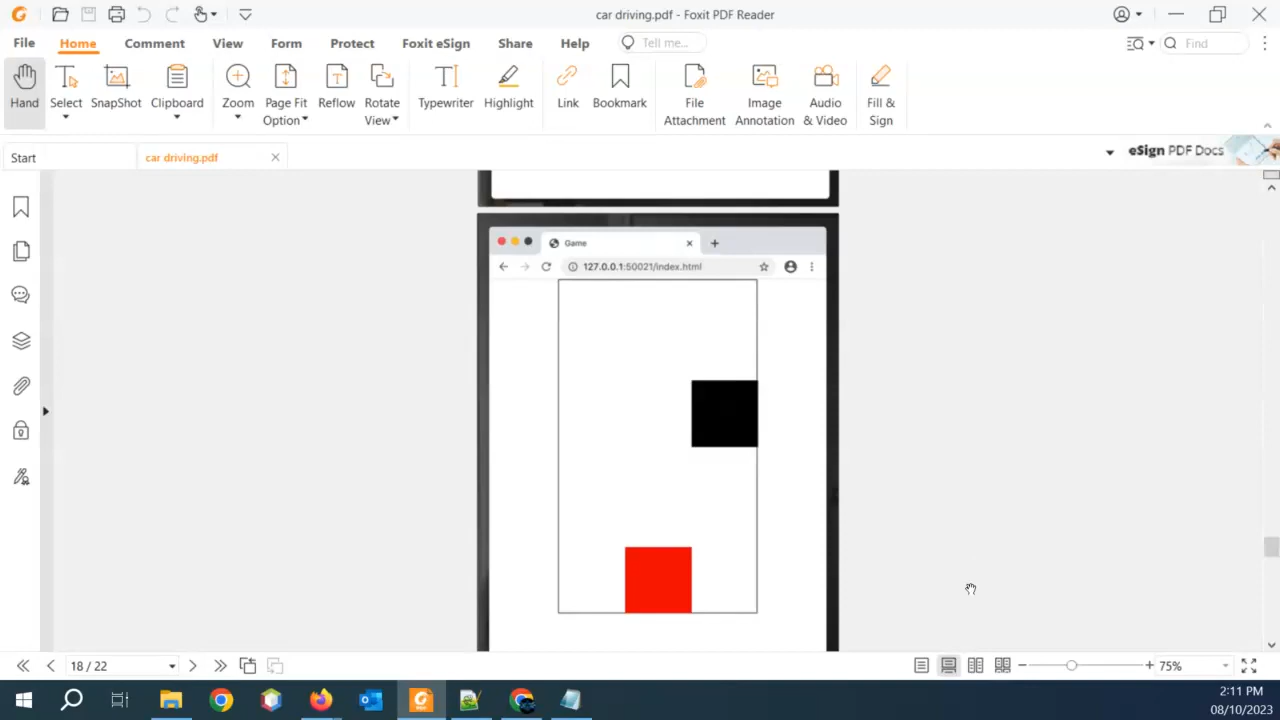 car driving.pdf - Foxit PDF Reader
File Home Comment View Form Protect Foxit eSign Share Help Tell me... Find
Hand Select SnapShot Clipboard Zoom Page Fit Option Reflow Rotate View Typewriter Highlight Link Bookmark File Attachment Image Annotation Audio & Video Fill & Sign
Start car driving.pdf eSign PDF Docs
Game
127.0.0.1:50021/index.html
18 / 22 75%
2:11 PM
08/10/2023